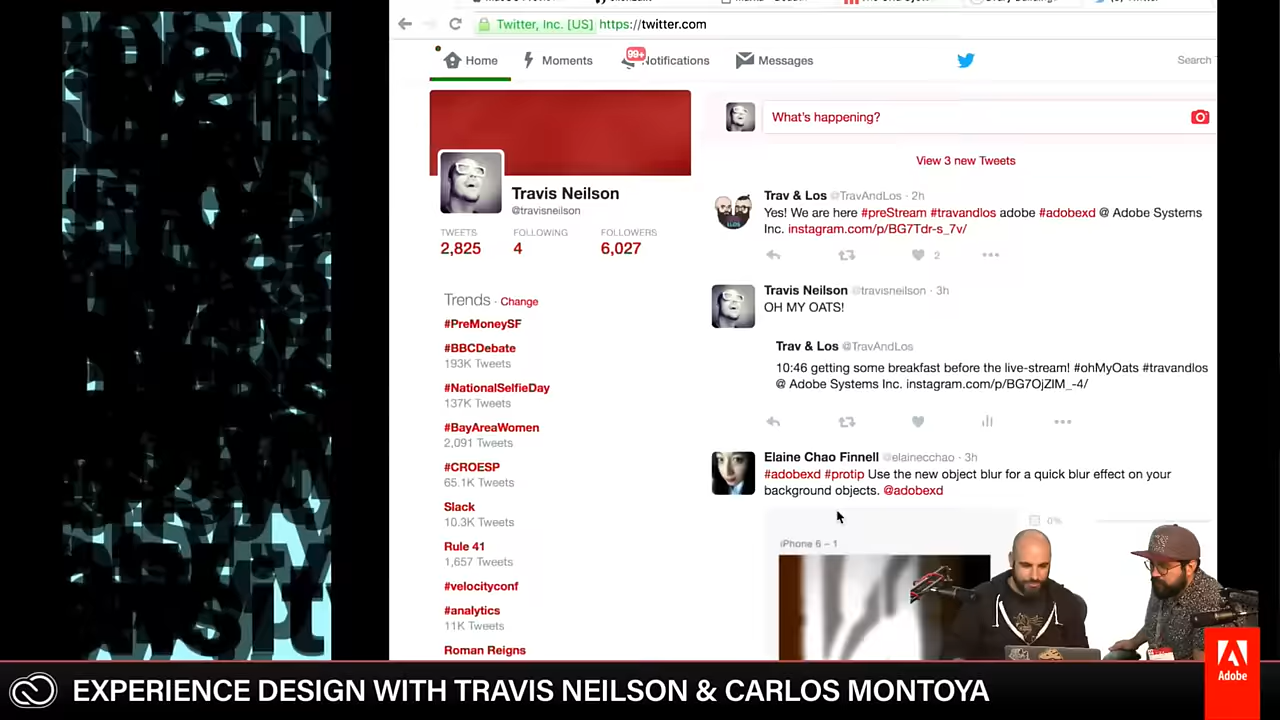 Twitter, Inc. [US] https://twitter.com
Home
Moments
99+
Notifications
Messages
Search
What's happening?
View 3 new Tweets
Travis Neilson
@travisneilson
TWEETS FOLLOWING FOLLOWERS
2,825 4 6,027
Trends · Change
#PreMoneySF
#BBCDebate
193K Tweets
#NationalSelfieDay
137K Tweets
#BayAreaWomen
2,091 Tweets
#CROESP
65.1K Tweets
Slack
10.3K Tweets
Rule 41
1,657 Tweets
#velocityconf
#analytics
11K Tweets
Roman Reigns
Trav & Los @TravAndLos · 2h
Yes! We are here #preStream #travandlos adobe #adobexd @ Adobe Systems
Inc. instagram.com/p/BG7Tdr-s_7v/
2
Travis Neilson @travisneilson · 3h
OH MY OATS!
Trav & Los @TravAndLos
10:46 getting some breakfast before the live-stream! #ohMyOats #travandlos
@ Adobe Systems Inc. instagram.com/p/BG7OjZIM_-4/
Elaine Chao Finnell @elainecchao · 3h
#adobexd #protip Use the new object blur for a quick blur effect on your
background objects. @adobexd
0%
iPhone 6 – 1
EXPERIENCE DESIGN WITH TRAVIS NEILSON & CARLOS MONTOYA
Adobe